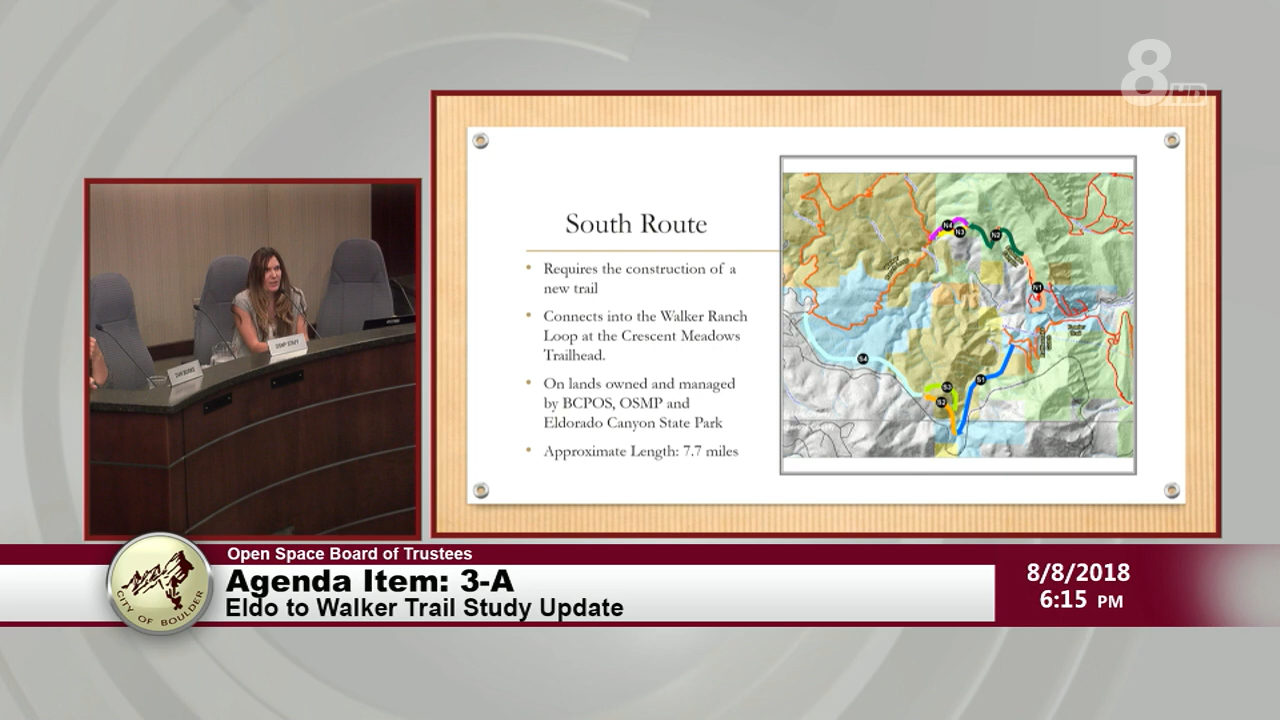 8HD
South Route
• Requires the construction of a
new trail
• Connects into the Walker Ranch
Loop at the Crescent Meadows
Trailhead.
• On lands owned and managed
by BCPOS, OSMP and
Eldorado Canyon State Park
• Approximate Length: 7.7 miles
N4
N3
N2
N1
S4
S1
S3
S2
OSMP STAFF
Open Space Board of Trustees
Agenda Item: 3-A
Eldo to Walker Trail Study Update
8/8/2018
6:15 PM
CITY OF BOULDER